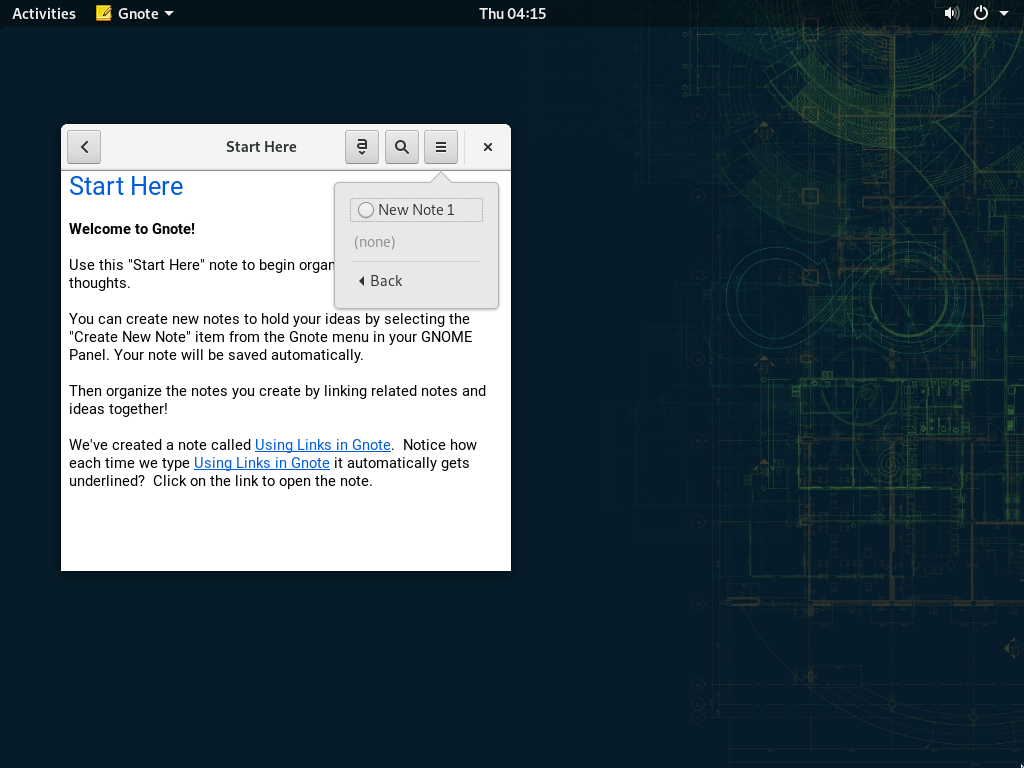 Activities Gnote Thu 04:15
Start Here
Start Here
New Note 1
(none)
Back
Welcome to Gnote!
Use this "Start Here" note to begin organ
thoughts.
You can create new notes to hold your ideas by selecting the
"Create New Note" item from the Gnote menu in your GNOME
Panel. Your note will be saved automatically.
Then organize the notes you create by linking related notes and
ideas together!
We've created a note called Using Links in Gnote.  Notice how
each time we type Using Links in Gnote it automatically gets
underlined?  Click on the link to open the note.